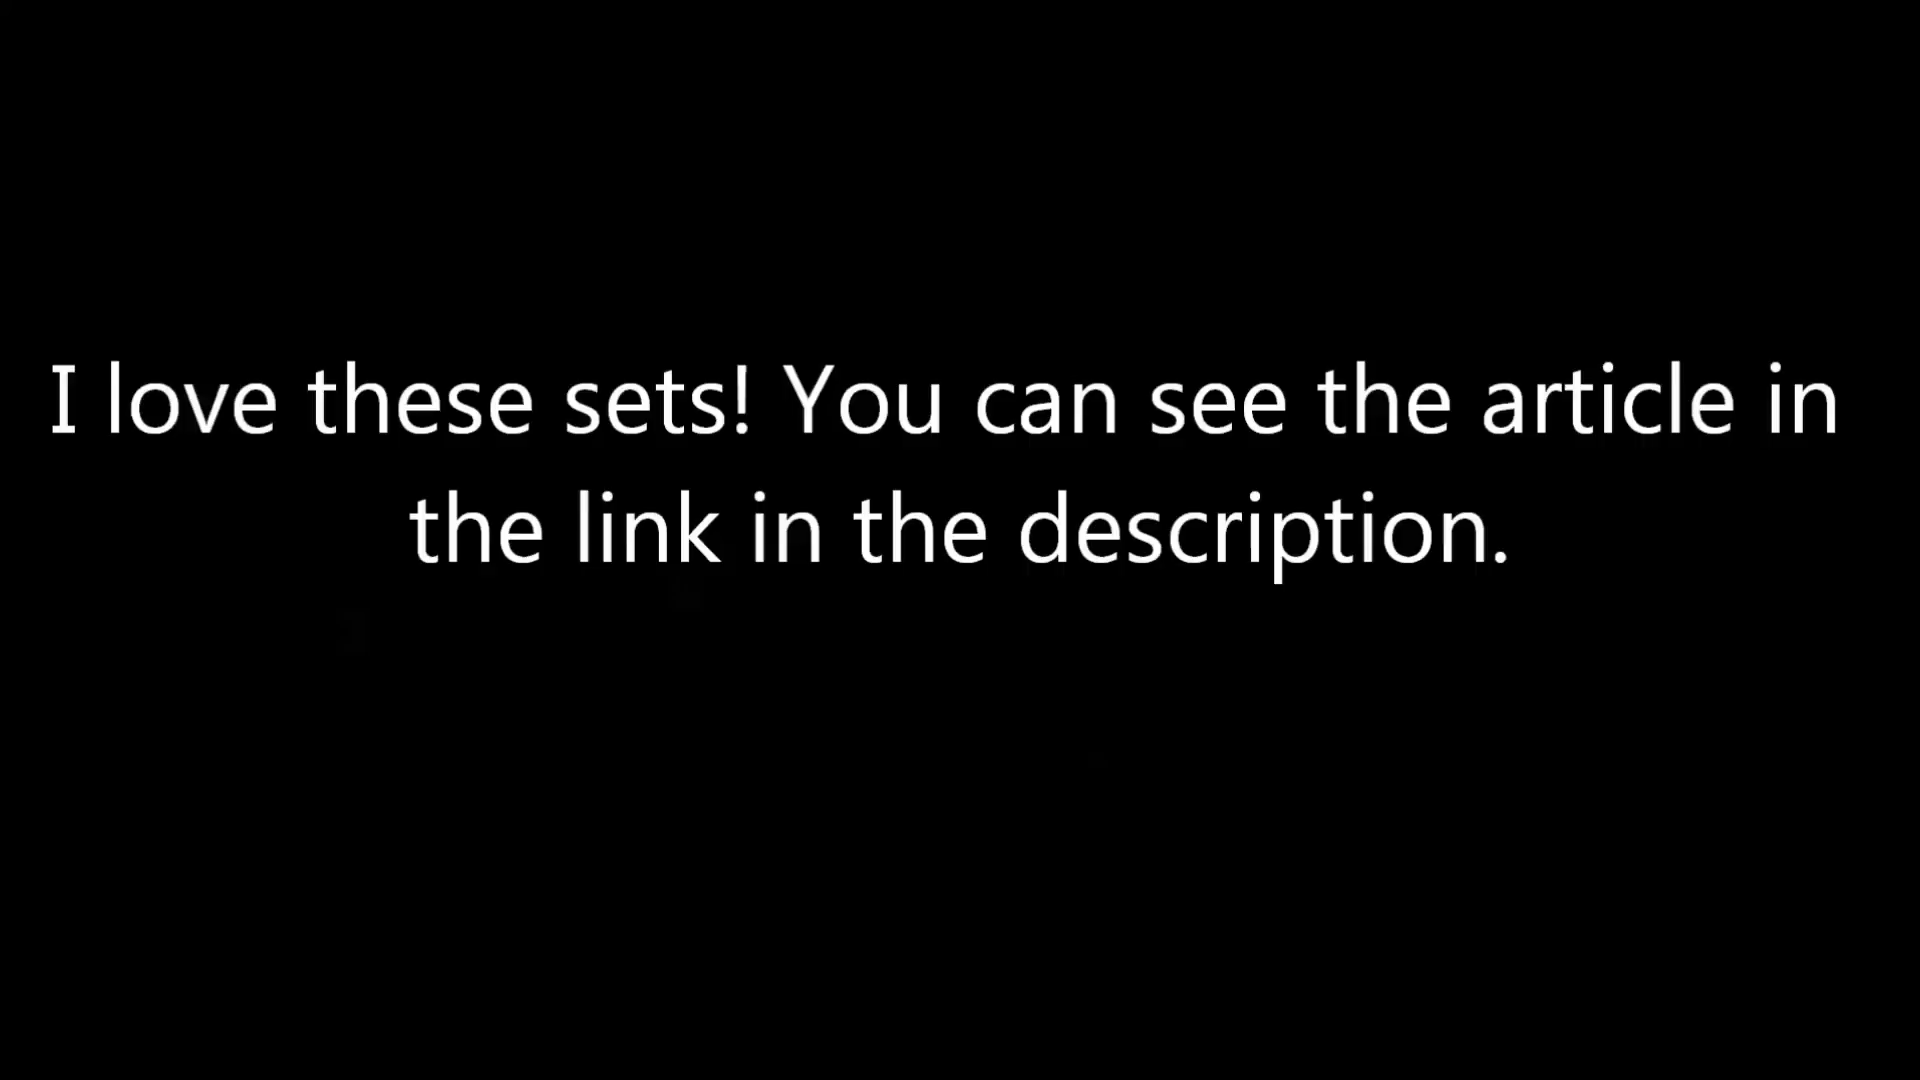 I love these sets! You can see the article in
the link in the description.